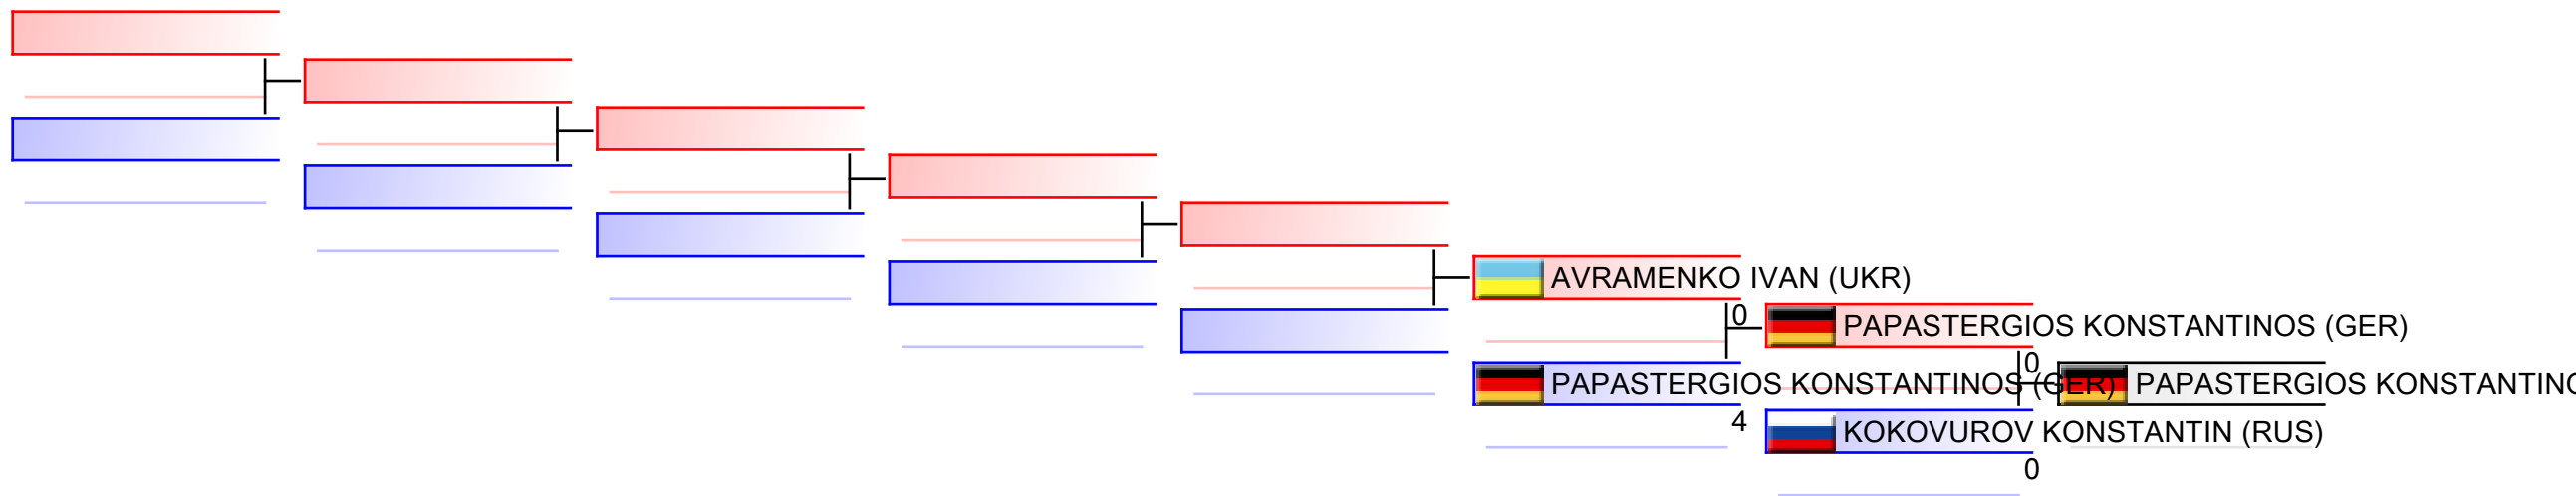 AVRAMENKO IVAN (UKR)
0
PAPASTERGIOS KONSTANTINOS (GER)
0
PAPASTERGIOS KONSTANTINOS (GER)
PAPASTERGIOS KONSTANTINO
4
KOKOVUROV KONSTANTIN (RUS)
0